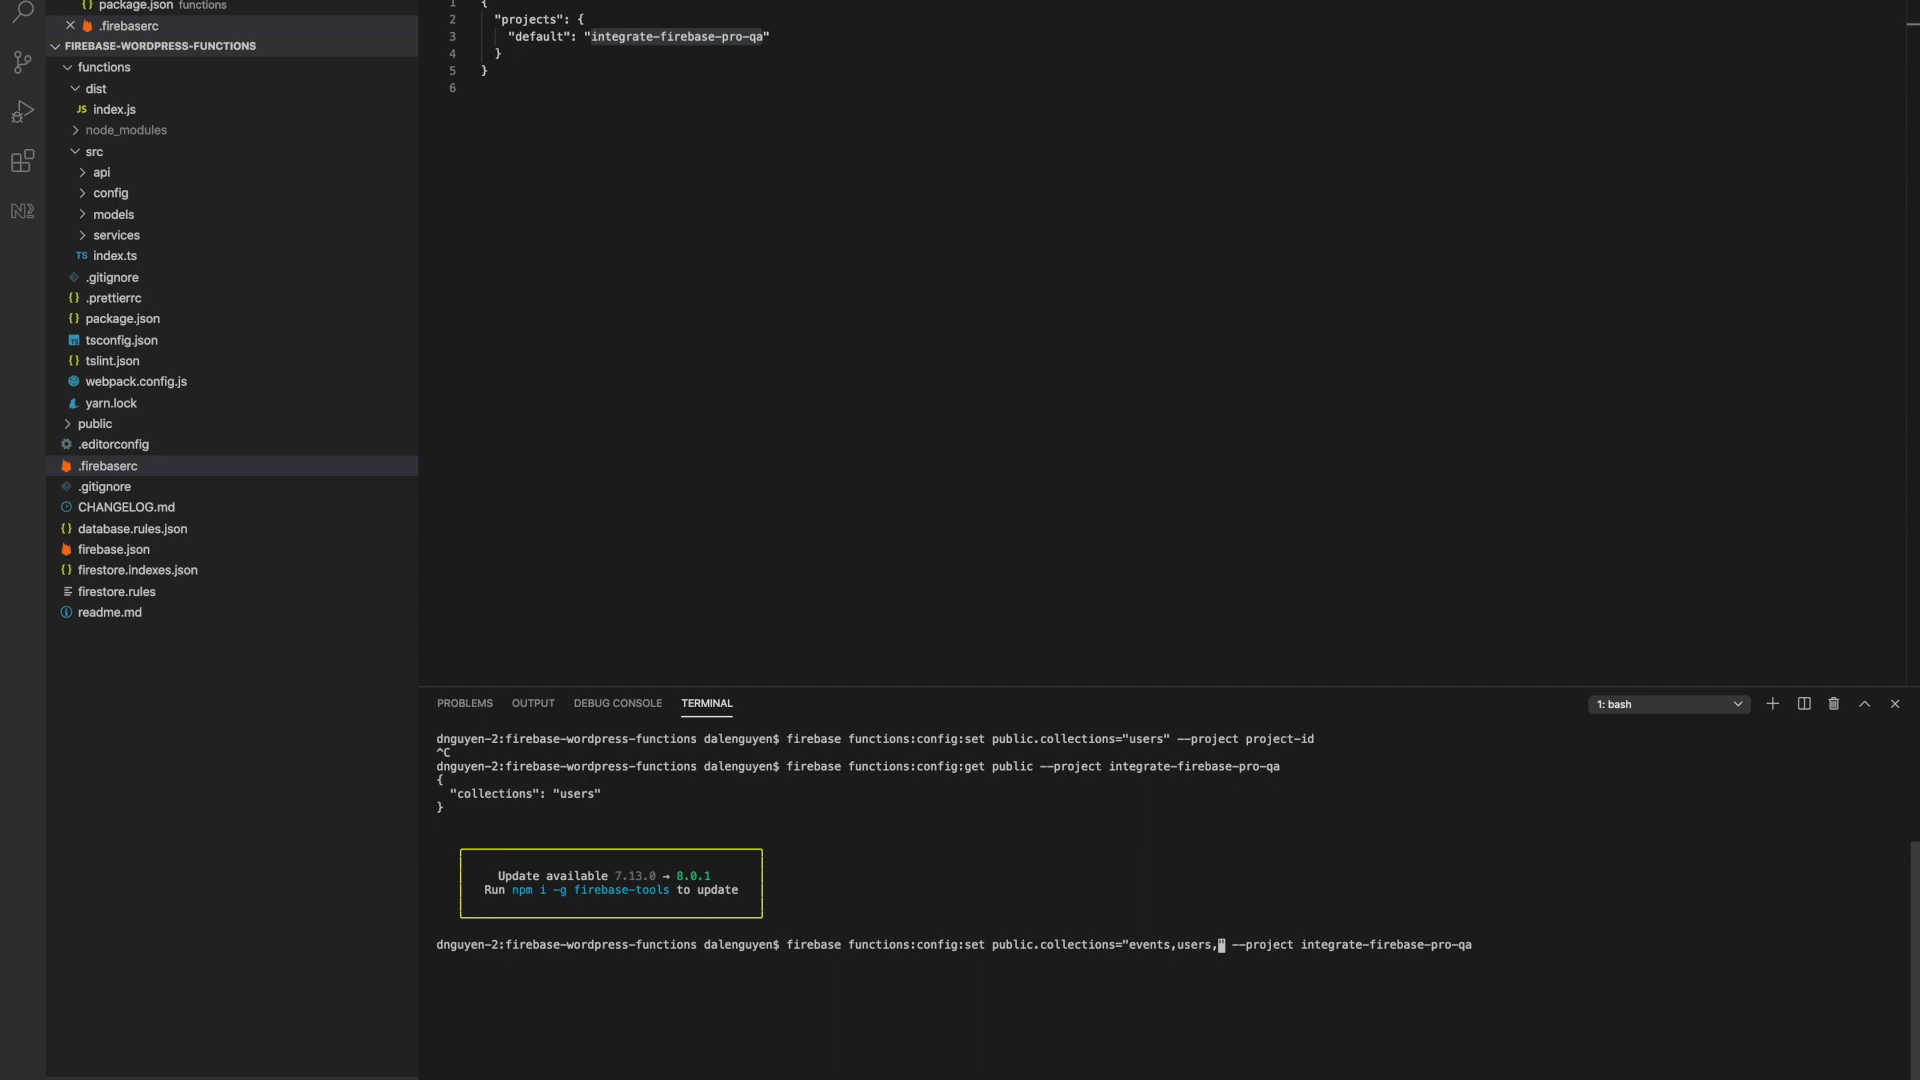 package.json functions
.firebaserc
FIREBASE-WORDPRESS-FUNCTIONS
functions
dist
JS index.js
node_modules
src
api
config
models
services
TS index.ts
.gitignore
{} .prettierrc
{} package.json
tsconfig.json
{} tslint.json
webpack.config.js
yarn.lock
public
.editorconfig
.firebaserc
.gitignore
CHANGELOG.md
{} database.rules.json
firebase.json
{} firestore.indexes.json
firestore.rules
readme.md
1 {
2 "projects": {
3 "default": "integrate-firebase-pro-qa"
4 }
5 }
6
PROBLEMS OUTPUT DEBUG CONSOLE TERMINAL 1: bash
dnguyen-2:firebase-wordpress-functions dalenguyen$ firebase functions:config:set public.collections="users" --project project-id
^C
dnguyen-2:firebase-wordpress-functions dalenguyen$ firebase functions:config:get public --project integrate-firebase-pro-qa
{
"collections": "users"
}
Update available 7.13.0 → 8.0.1
Run npm i -g firebase-tools to update
dnguyen-2:firebase-wordpress-functions dalenguyen$ firebase functions:config:set public.collections="events,users," --project integrate-firebase-pro-qa